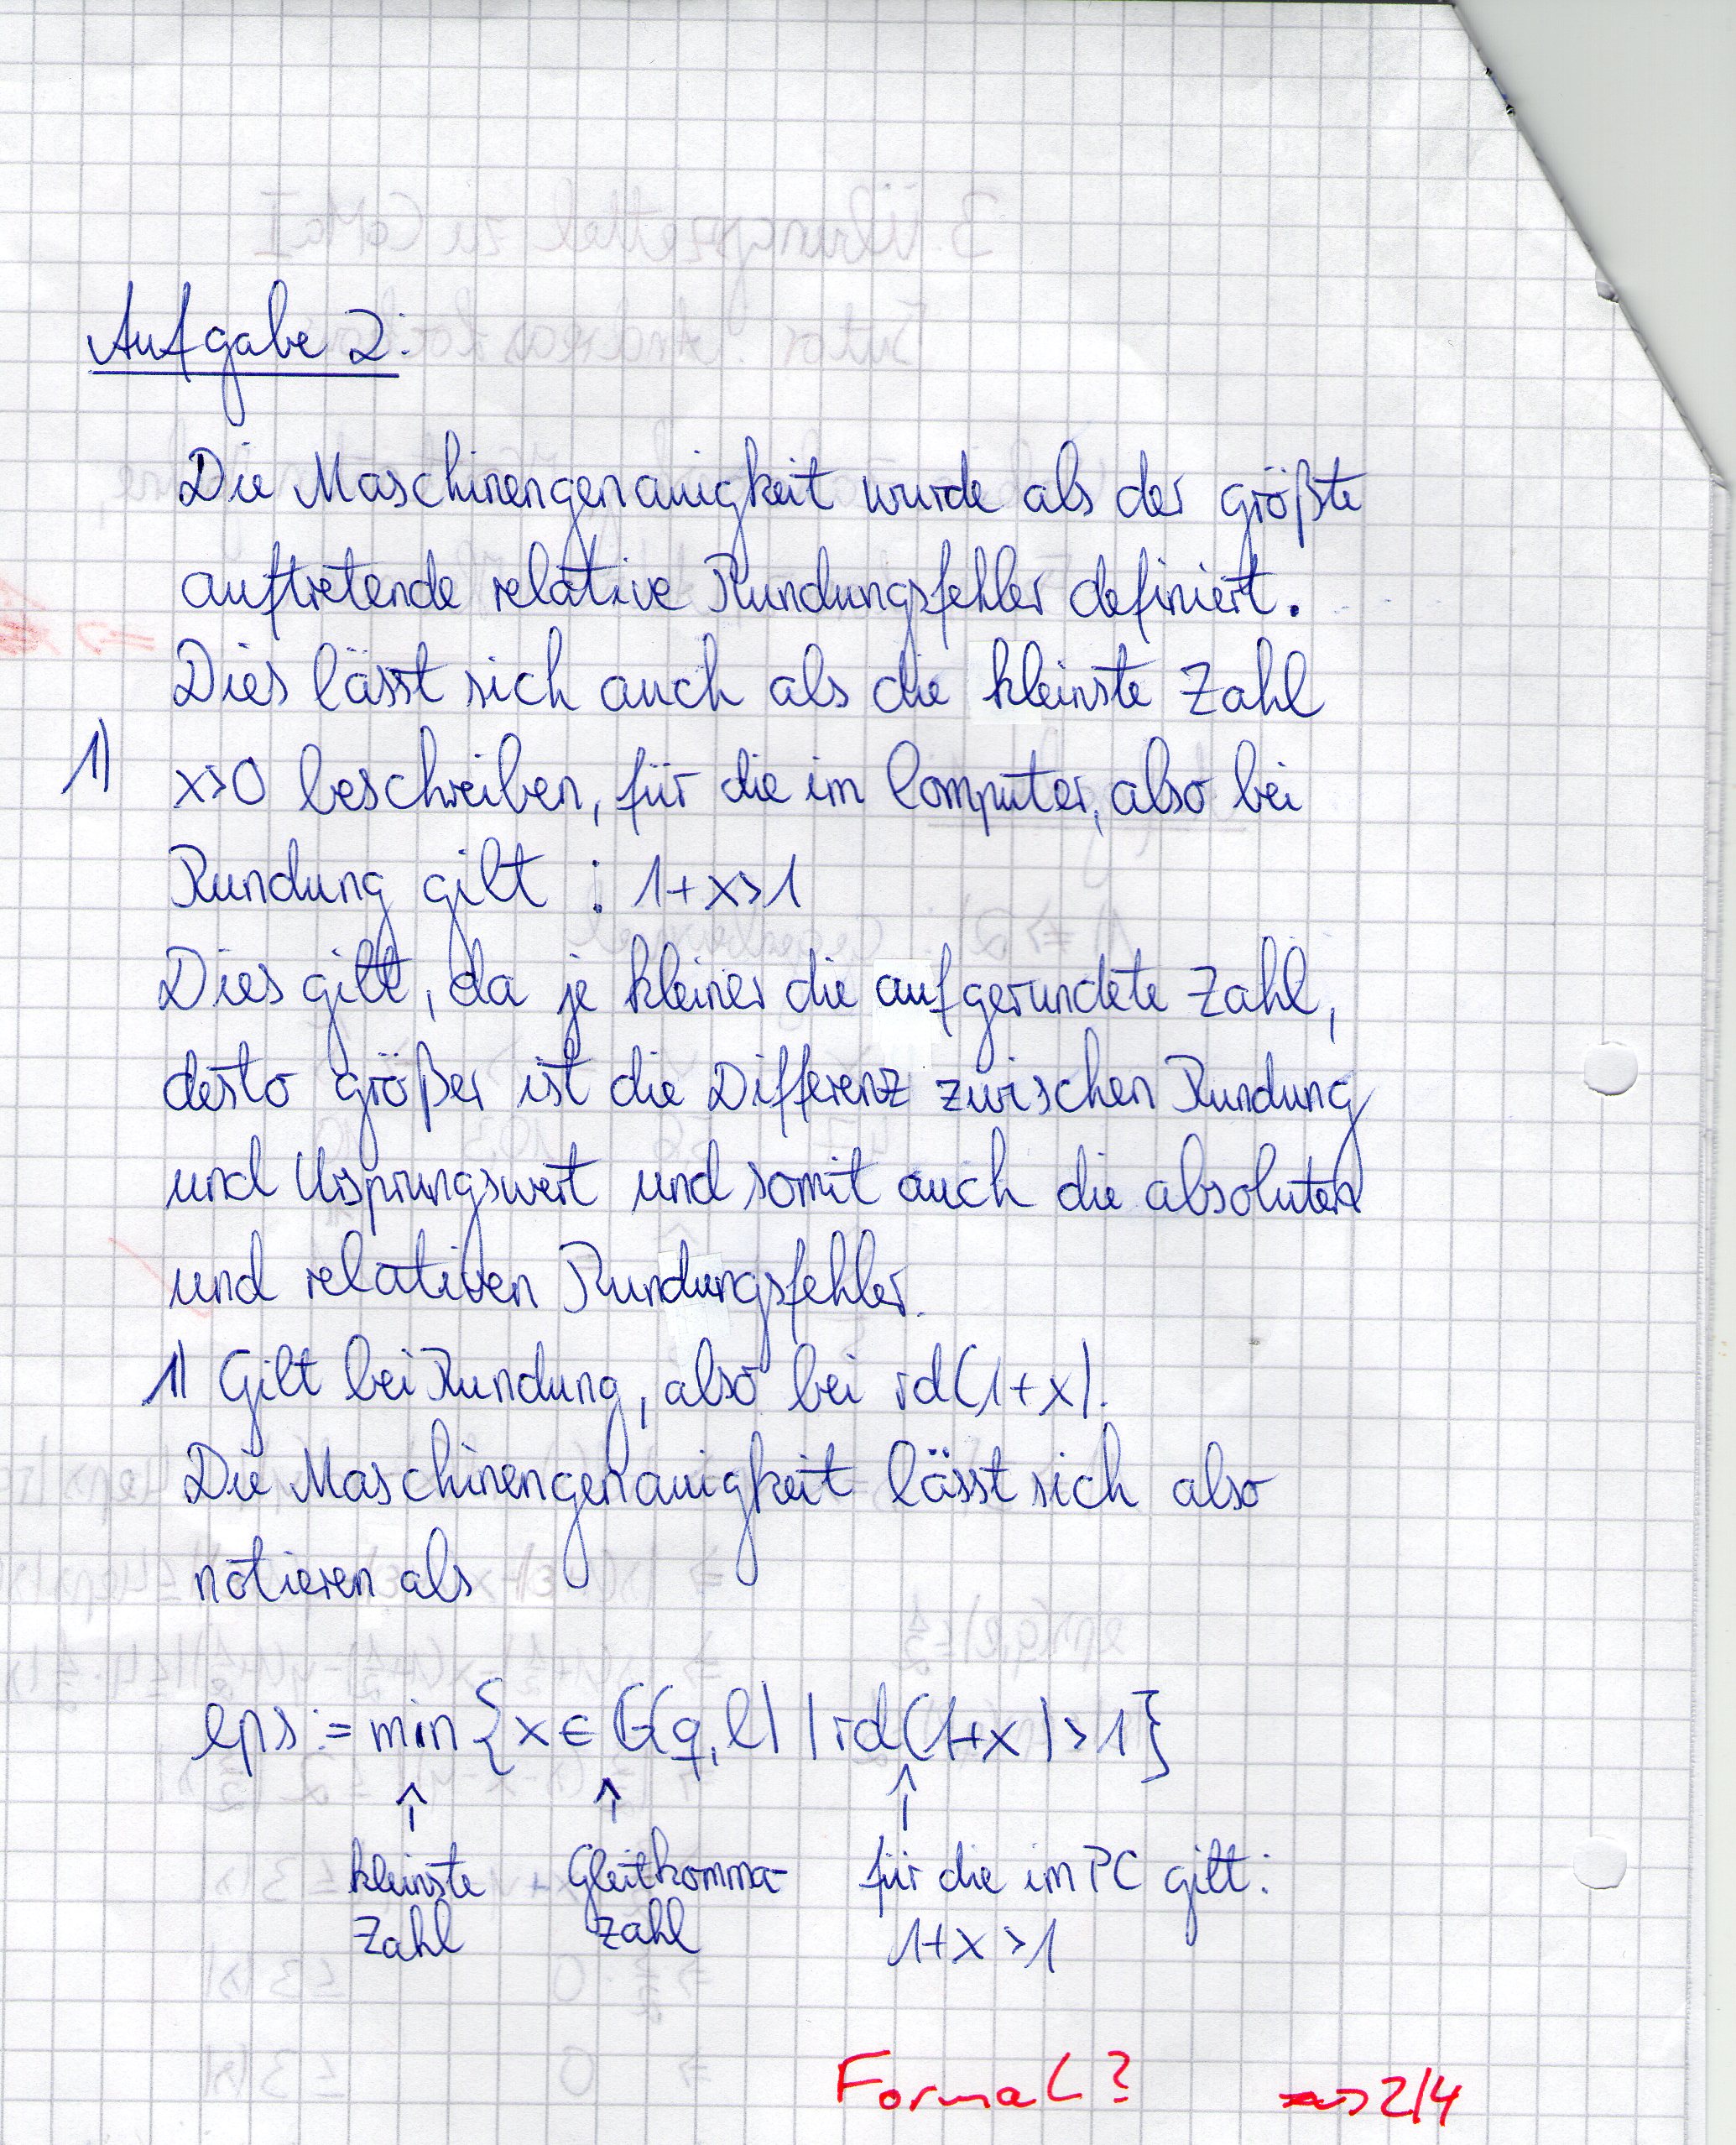 Aufgabe 2:
Die Maschinengenauigkeit wurde als der größte
auftretende relative Rundungsfehler definiert.
Dies lässt sich auch als die kleinste Zahl
1) x>0 beschreiben, für die im Computer, also bei
Rundung gilt : 1+x>1
Dies gilt, da je kleiner die aufgerundete Zahl,
desto größer ist die Differenz zwischen Rundung
und Ursprungswert und somit auch die absoluten
und relativen Rundungsfehler.
1) Gilt bei Rundung, also bei rd(1+x).
Die Maschinengenauigkeit lässt sich also
notieren als
eps := min {x ∈ G(q,l) | rd(1+x) > 1}
↑ ↑ ↑
kleinste Gleitkomma- für die im PC gilt:
Zahl zahl 1+x >1
Formal? 2/4